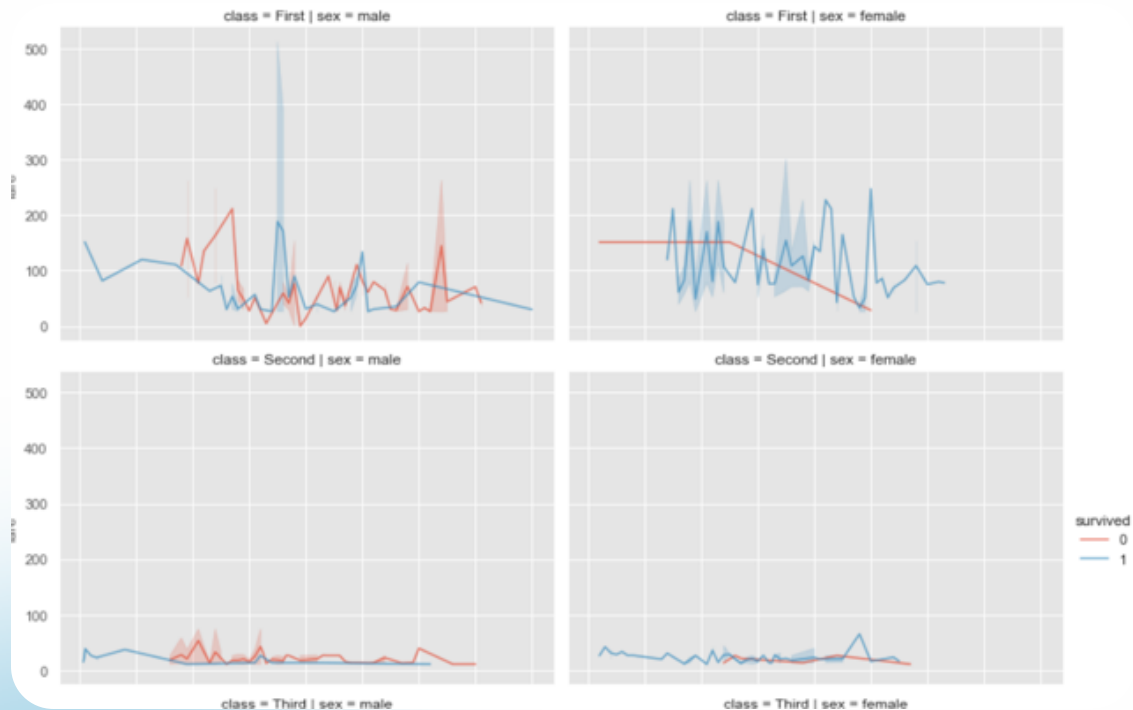 class = First | sex = male
class = First | sex = female
500
400
300
200
100
0
class = Second | sex = male
class = Second | sex = female
500
400
300
200
100
0
survived
0
1
class = Third | sex = male
class = Third | sex = female